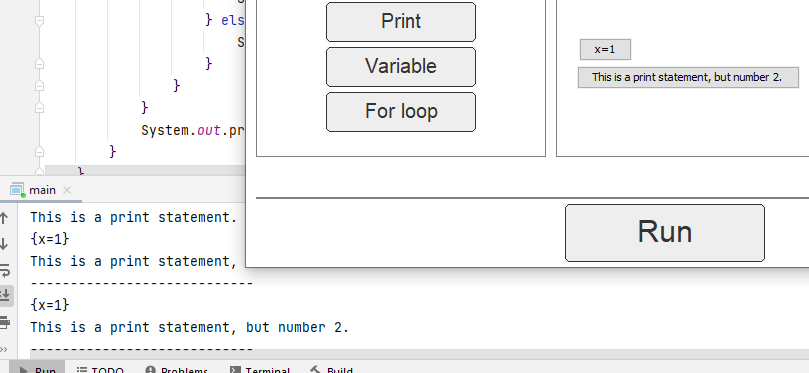 } els
S
}
}
}
System.out.pr
}
}
Print
Variable
For loop
x=1
This is a print statement, but number 2.
Run
main
This is a print statement.
{x=1}
This is a print statement,
----------------------------
{x=1}
This is a print statement, but number 2.
----------------------------
Run
TODO
Problems
Terminal
Build